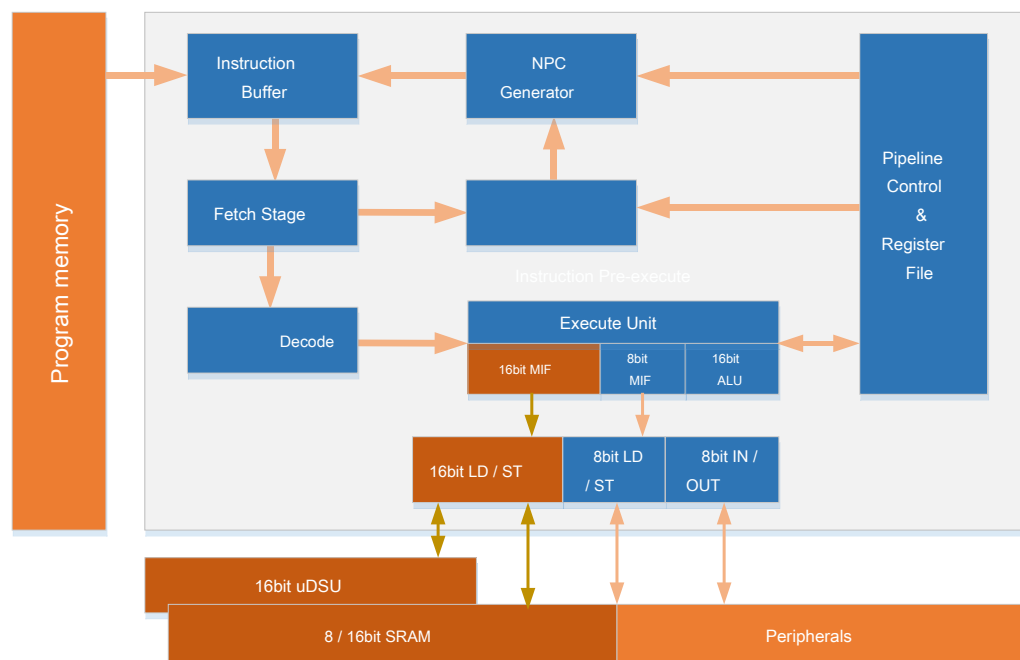 Program memory
Instruction
Buffer
NPC
Generator
Pipeline
Control
&
Register
File
Fetch Stage
Instruction Pre-execute
Decode
Execute Unit
16bit MIF
8bit
MIF
16bit
ALU
16bit LD / ST
8bit LD
/ ST
8bit IN /
OUT
16bit uDSU
8 / 16bit SRAM
Peripherals